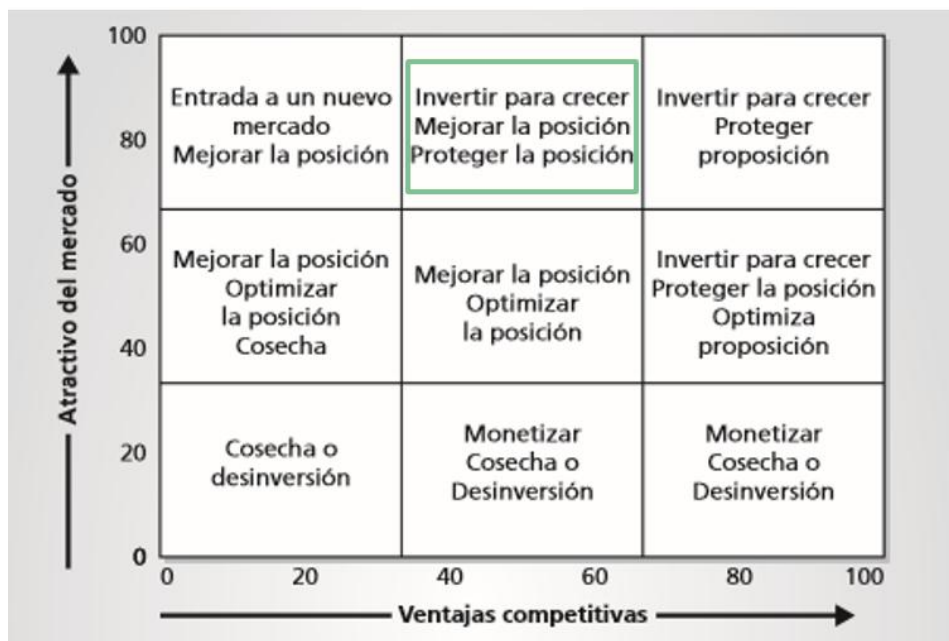 100
Entrada a un nuevo
mercado
Mejorar la posición
Invertir para crecer
Mejorar la posición
Proteger la posición
Invertir para crecer
Proteger
proposición
80
Atractivo del mercado
60
Mejorar la posición
Optimizar
la posición
Cosecha
Mejorar la posición
Optimizar
la posición
Invertir para crecer
Proteger la posición
Optimiza
proposición
40
20
Cosecha o
desinversión
Monetizar
Cosecha o
Desinversión
Monetizar
Cosecha o
Desinversión
0
0 20 40 60 80 100
Ventajas competitivas